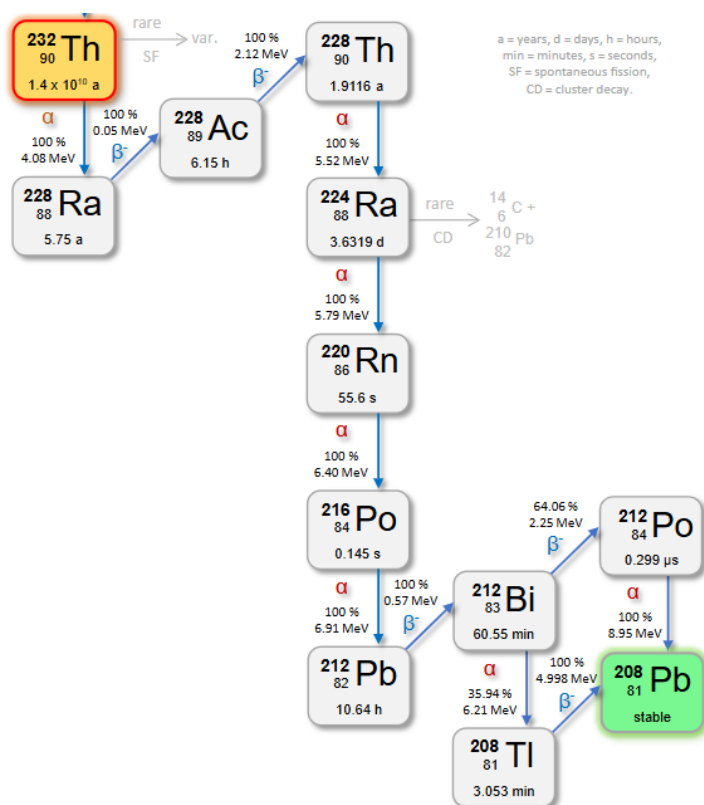 232
90 Th
1.4 x 10¹⁰ a
rare
SF
var.
100 %
2.12 MeV
β⁻
228
90 Th
1.9116 a
a = years, d = days, h = hours,
min = minutes, s = seconds,
SF = spontaneous fission,
CD = cluster decay.
α
100 %
4.08 MeV
100 %
0.05 MeV
β⁻
228
89 Ac
6.15 h
α
100 %
5.52 MeV
228
88 Ra
5.75 a
224
88 Ra
3.6319 d
rare
CD
14
6 C +
210
82 Pb
α
100 %
5.79 MeV
220
86 Rn
55.6 s
α
100 %
6.40 MeV
216
84 Po
0.145 s
64.06 %
2.25 MeV
β⁻
212
84 Po
0.299 µs
α
100 %
6.91 MeV
100 %
0.57 MeV
β⁻
212
83 Bi
60.55 min
α
100 %
8.95 MeV
212
82 Pb
10.64 h
α
35.94 %
6.21 MeV
100 %
4.998 MeV
β⁻
208
81 Pb
stable
208
81 Tl
3.053 min